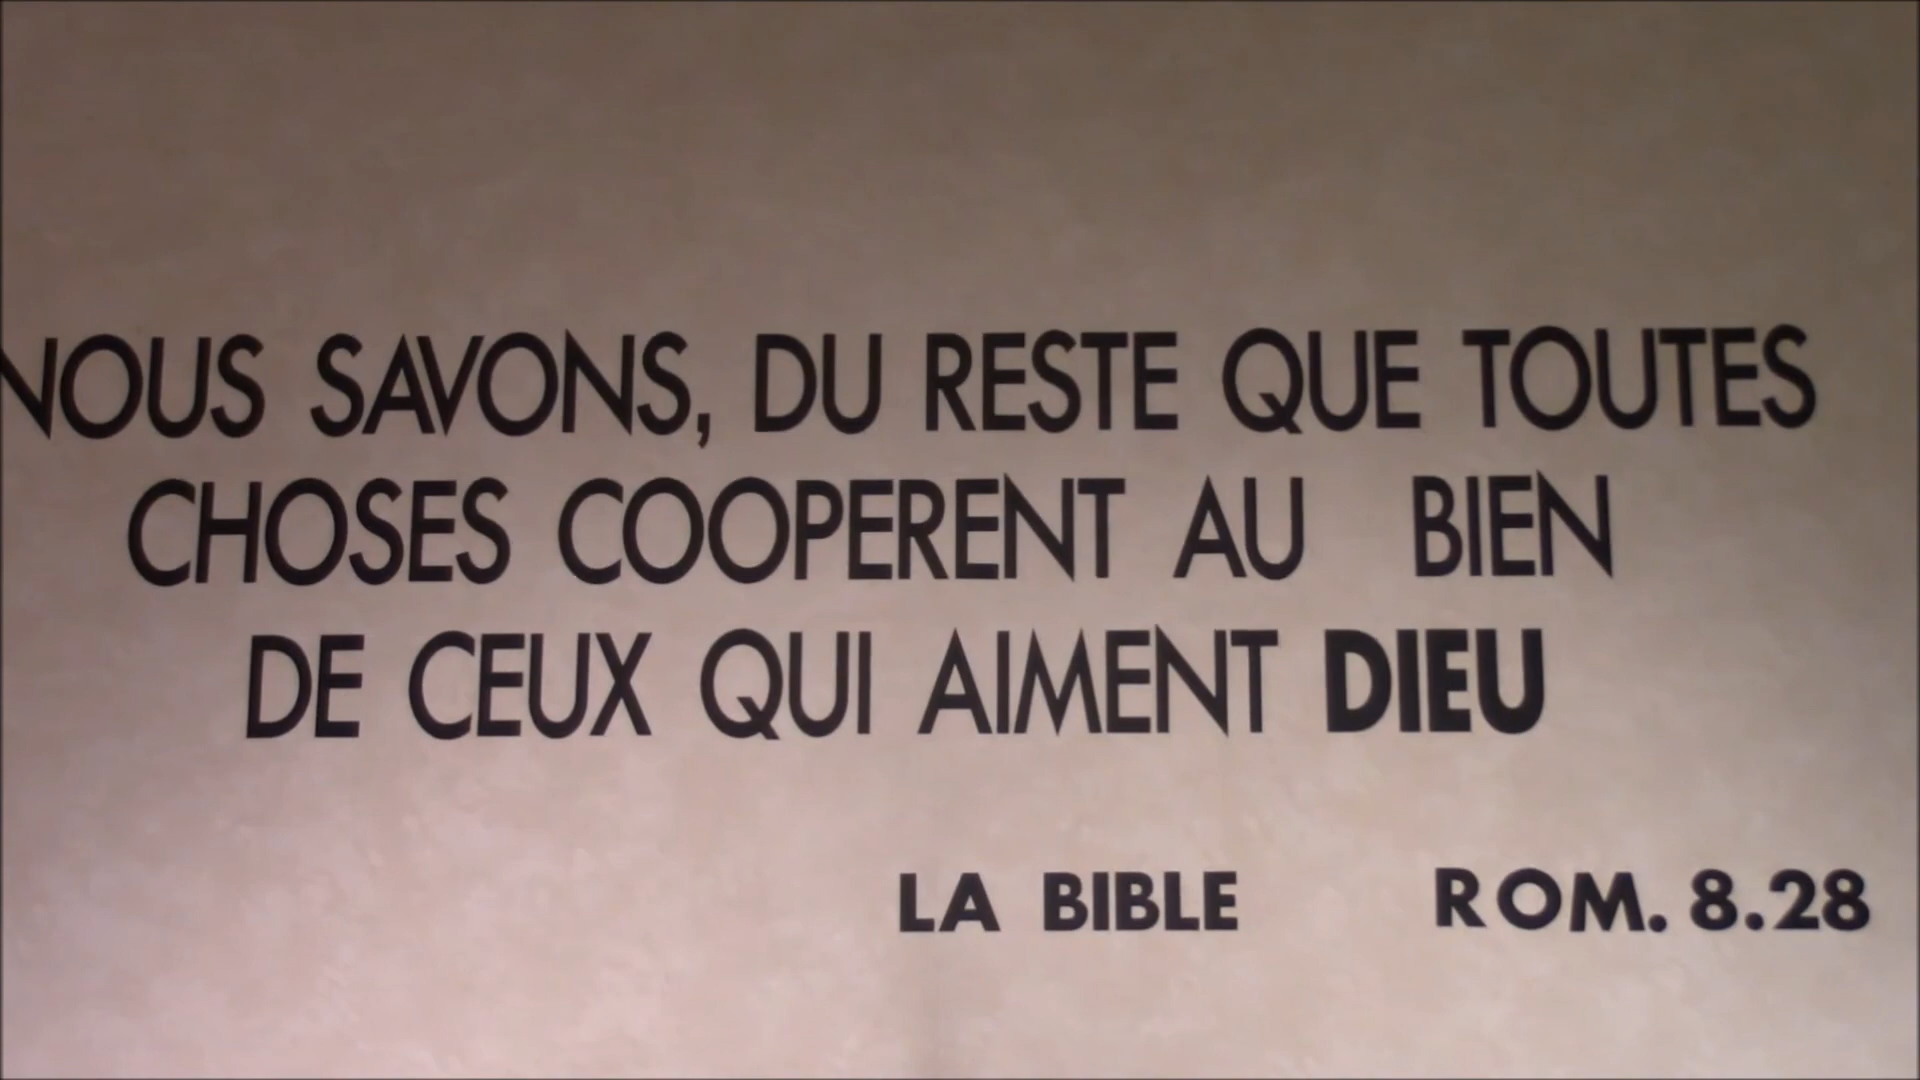 NOUS SAVONS, DU RESTE QUE TOUTES
CHOSES COOPERENT AU BIEN
DE CEUX QUI AIMENT DIEU
LA BIBLE ROM. 8.28